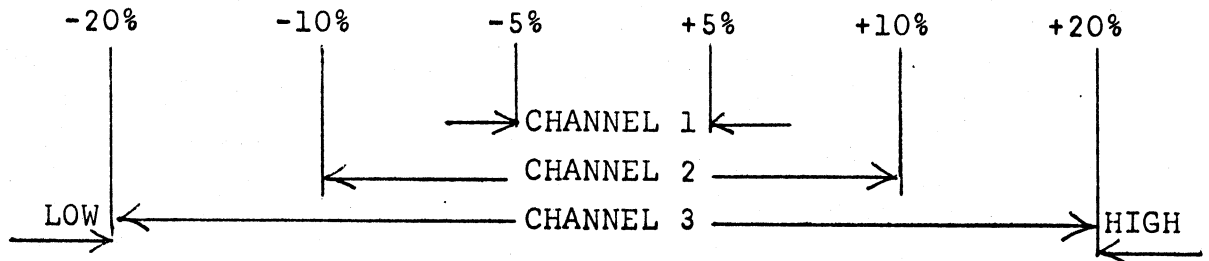 -20% -10% -5% +5% +10% +20%
CHANNEL 1
CHANNEL 2
LOW CHANNEL 3 HIGH